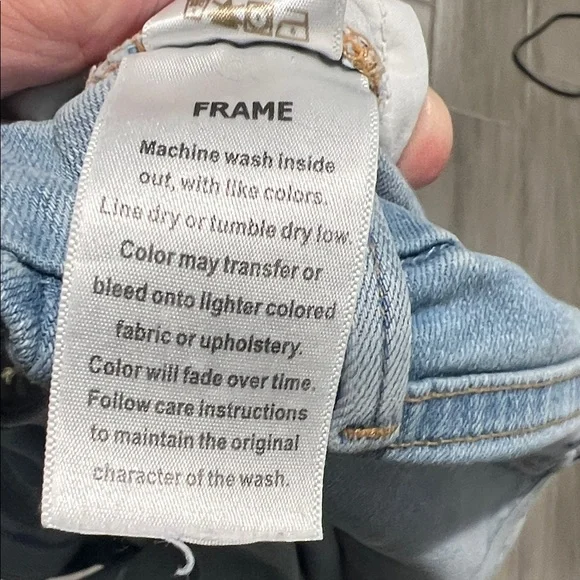 FRAME
Machine wash inside
out, with like colors.
Line dry or tumble dry low.
Color may transfer or
bleed onto lighter colored
fabric or upholstery.
Color will fade over time.
Follow care instructions
to maintain the original
character of the wash.